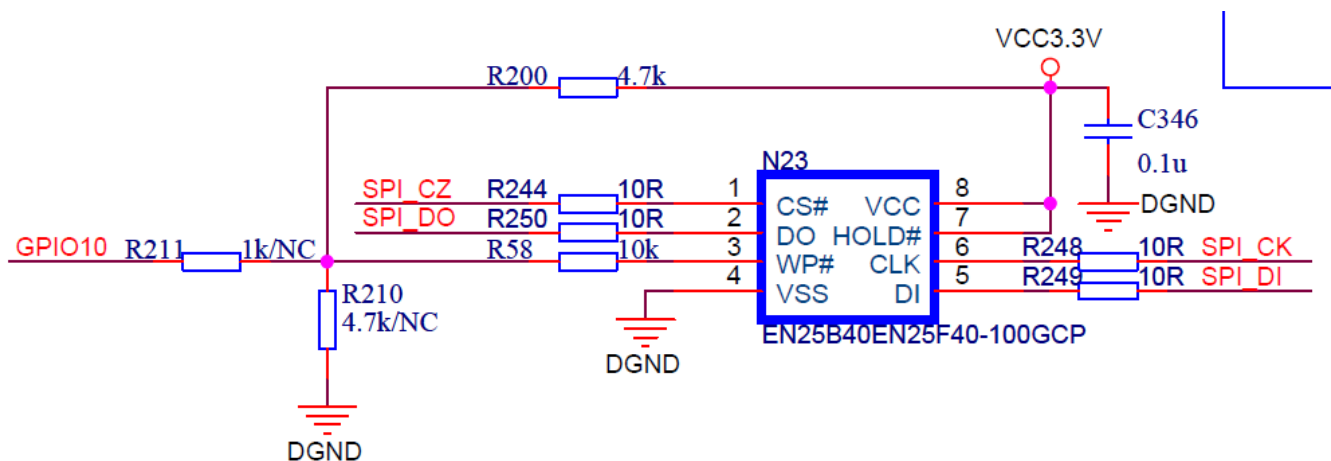 VCC3.3V
R200 4.7k
C346
0.1u
DGND
N23
SPI_CZ R244 10R 1 CS# VCC 8
SPI_DO R250 10R 2 DO HOLD# 7
GPIO10 R211 1k/NC R58 10k 3 WP# CLK 6 R248 10R SPI_CK
4 VSS DI 5 R249 10R SPI_DI
R210
4.7k/NC
EN25B40EN25F40-100GCP
DGND
DGND